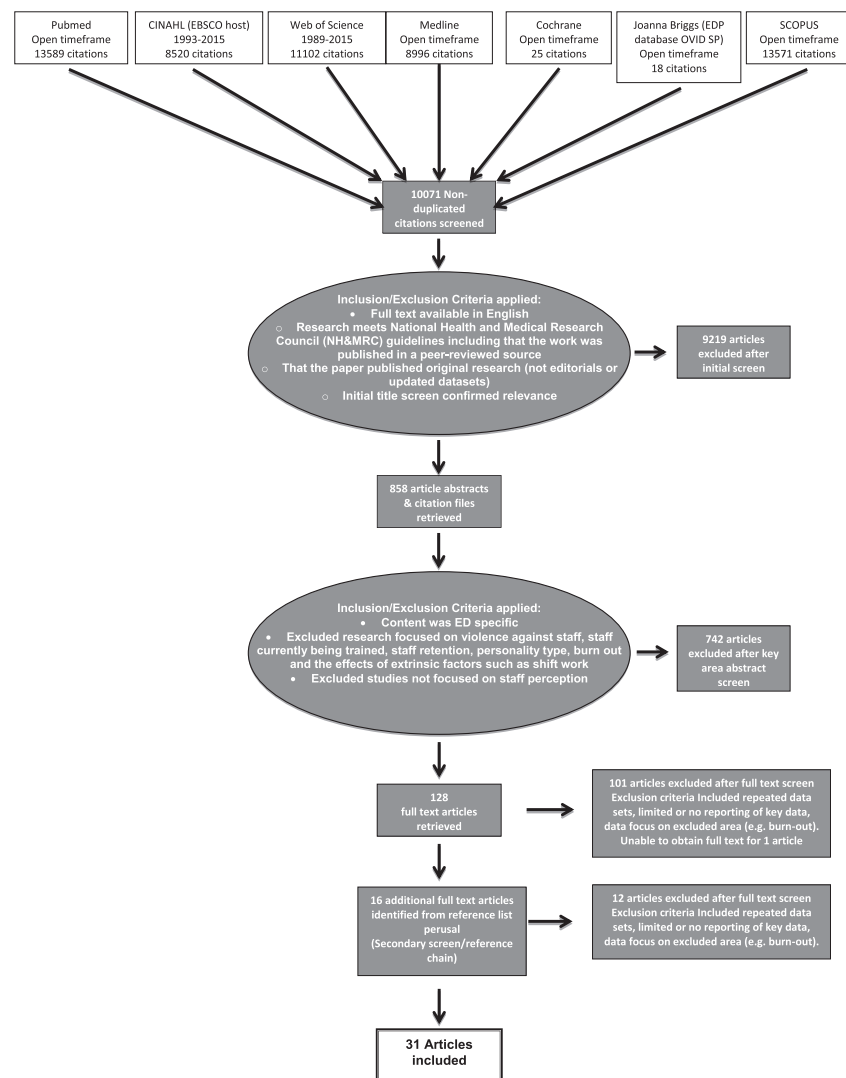 Pubmed
Open timeframe
13589 citations
CINAHL (EBSCO host)
1993-2015
8520 citations
Web of Science
1989-2015
11102 citations
Medline
Open timeframe
8996 citations
Cochrane
Open timeframe
25 citations
Joanna Briggs (EDP
database OVID SP)
Open timeframe
18 citations
SCOPUS
Open timeframe
13571 citations
10071 Non-
duplicated
citations screened
Inclusion/Exclusion Criteria applied:
• Full text available in English
○ Research meets National Health and Medical Research
Council (NH&MRC) guidelines including that the work was
published in a peer-reviewed source
○ That the paper published original research (not editorials or
updated datasets)
○ Initial title screen confirmed relevance
9219 articles
excluded after
initial screen
858 article abstracts
& citation files
retrieved
Inclusion/Exclusion Criteria applied:
• Content was ED specific
• Excluded research focused on violence against staff, staff
currently being trained, staff retention, personality type, burn out
and the effects of extrinsic factors such as shift work
• Excluded studies not focused on staff perception
742 articles
excluded after key
area abstract
screen
128
full text articles
retrieved
101 articles excluded after full text screen
Exclusion criteria Included repeated data
sets, limited or no reporting of key data,
data focus on excluded area (e.g. burn-out).
Unable to obtain full text for 1 article
16 additional full text articles
identified from reference list
perusal
(Secondary screen/reference
chain)
12 articles excluded after full text screen
Exclusion criteria Included repeated data
sets, limited or no reporting of key data,
data focus on excluded area (e.g. burn-out).
31 Articles
included